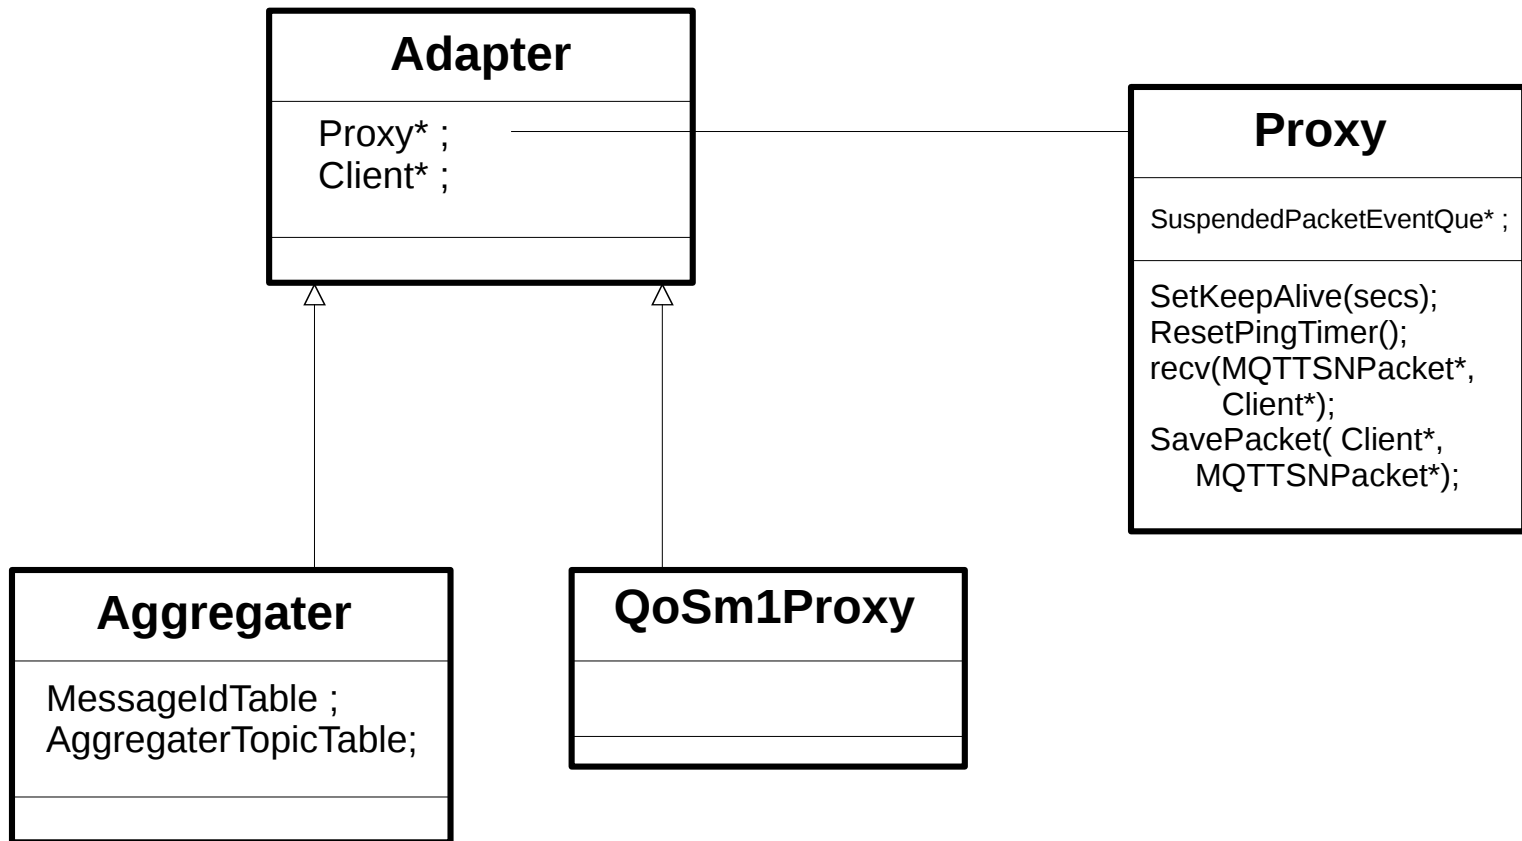 Adapter
Proxy* ;
Client* ;
Proxy
SuspendedPacketEventQue* ;
SetKeepAlive(secs);
ResetPingTimer();
recv(MQTTSNPacket*,
Client*);
SavePacket( Client*,
MQTTSNPacket*);
Aggregater
MessageIdTable ;
AggregaterTopicTable;
QoSm1Proxy